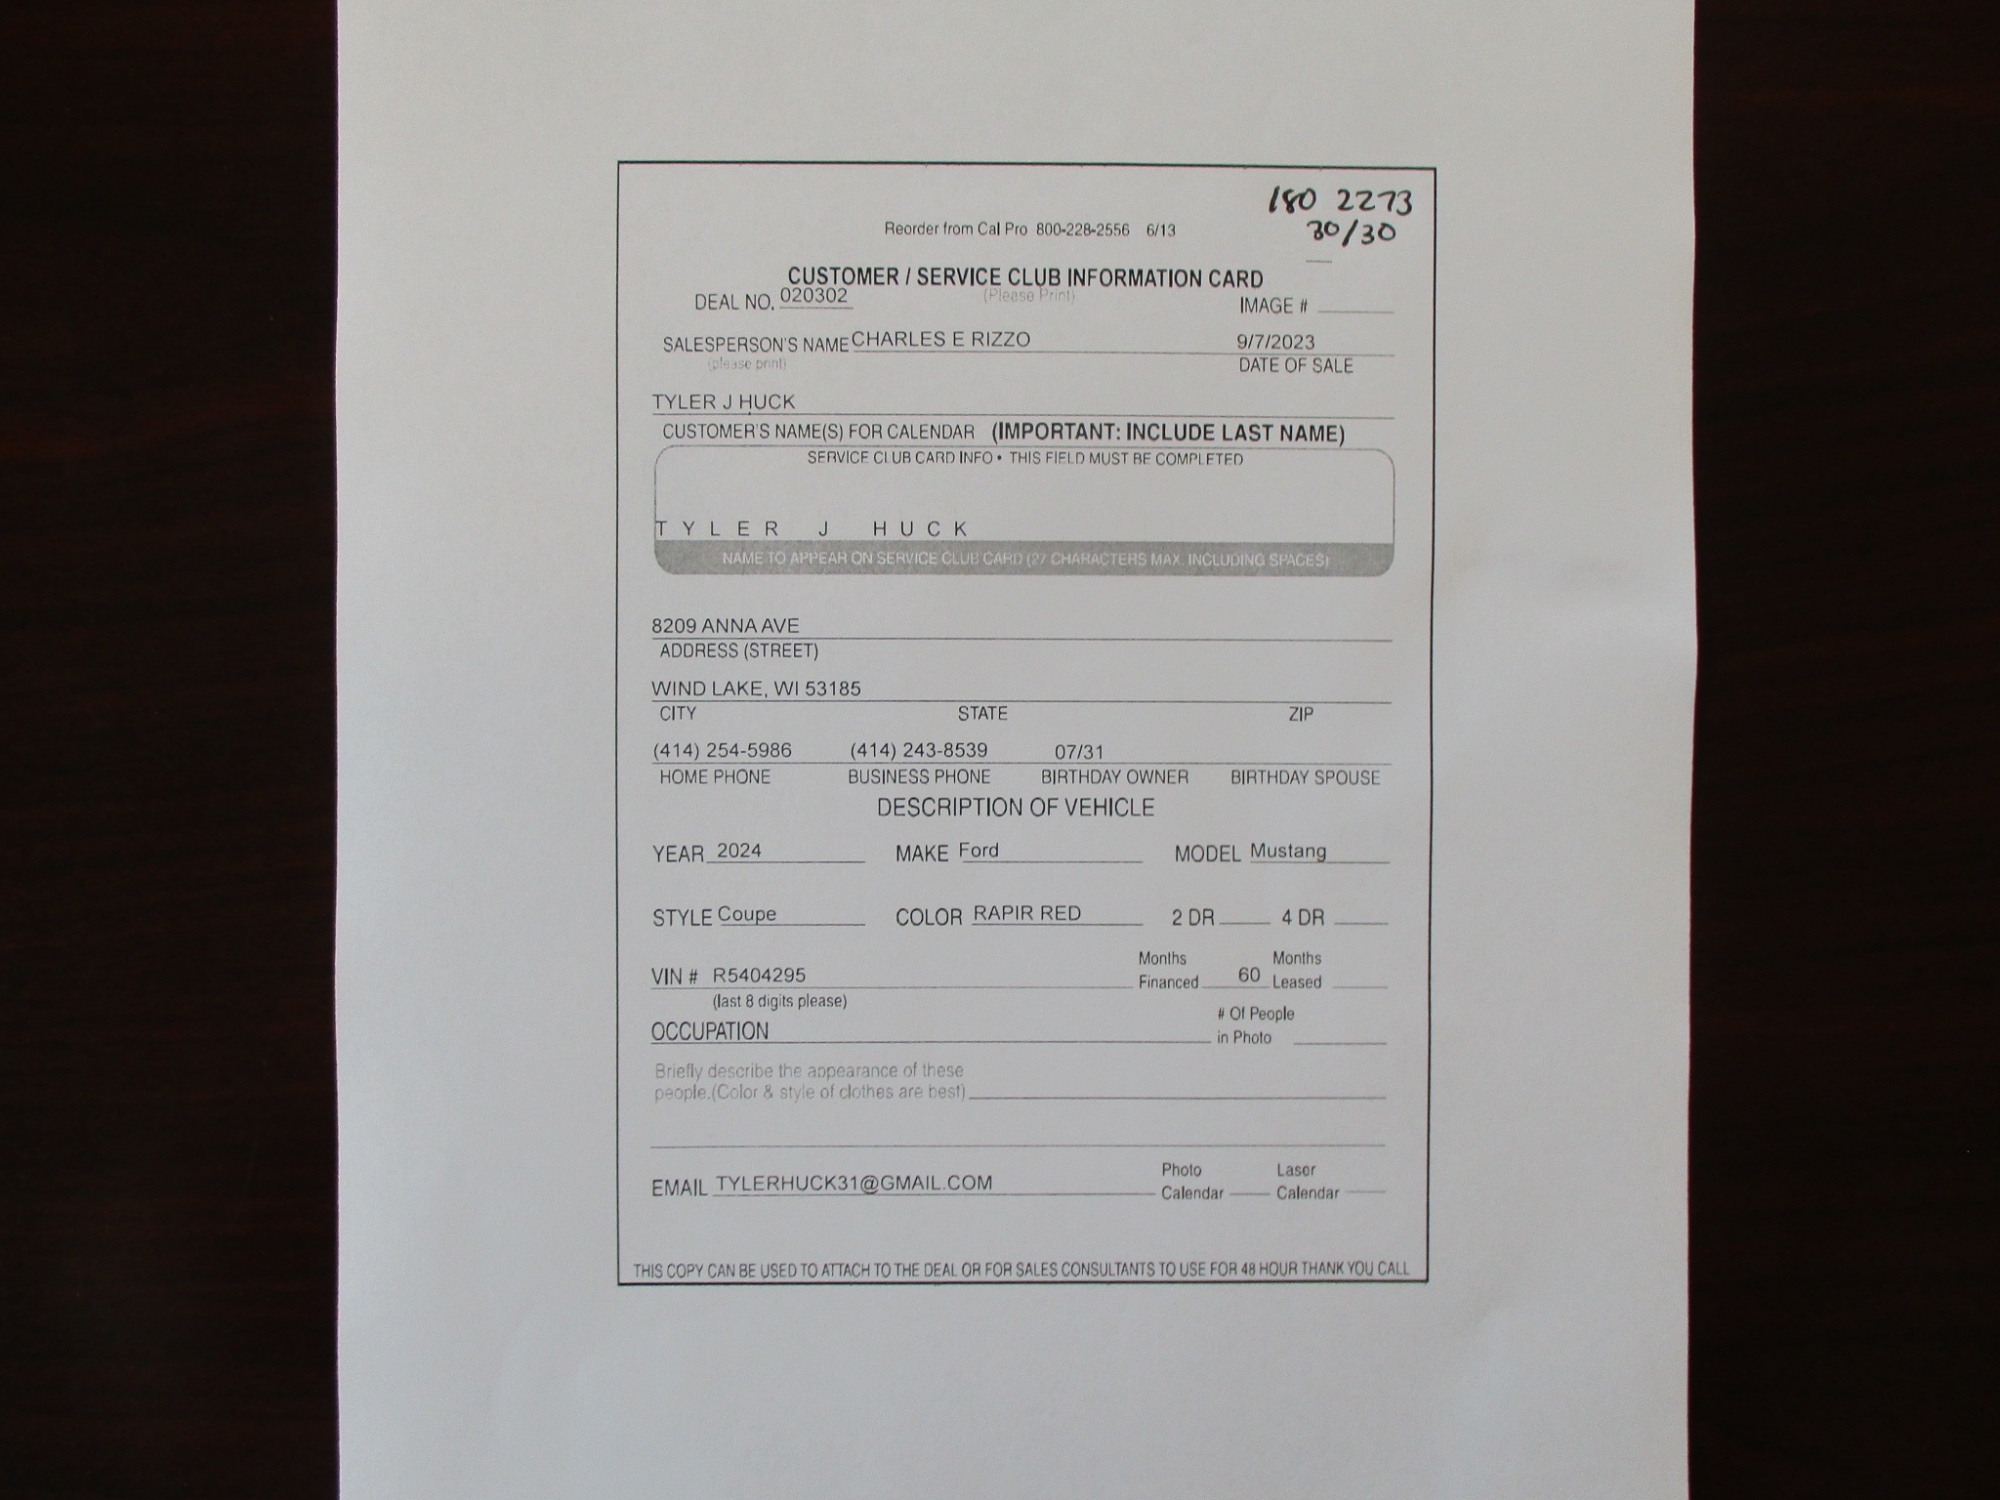 180 2273
30/30
Reorder from Cal Pro 800-228-2556 6/13
CUSTOMER / SERVICE CLUB INFORMATION CARD
(Please Print)
DEAL NO. 020302
IMAGE #
SALESPERSON'S NAME CHARLES E RIZZO 9/7/2023
(please print) DATE OF SALE
TYLER J HUCK
CUSTOMER'S NAME(S) FOR CALENDAR (IMPORTANT: INCLUDE LAST NAME)
SERVICE CLUB CARD INFO • THIS FIELD MUST BE COMPLETED
T Y L E R J H U C K
NAME TO APPEAR ON SERVICE CLUB CARD (27 CHARACTERS MAX. INCLUDING SPACES)
8209 ANNA AVE
ADDRESS (STREET)
WIND LAKE, WI 53185
CITY STATE ZIP
(414) 254-5986 (414) 243-8539 07/31
HOME PHONE BUSINESS PHONE BIRTHDAY OWNER BIRTHDAY SPOUSE
DESCRIPTION OF VEHICLE
YEAR 2024 MAKE Ford MODEL Mustang
STYLE Coupe COLOR RAPIR RED 2 DR 4 DR
VIN # R5404295 Months Financed 60 Months Leased
(last 8 digits please)
OCCUPATION # Of People in Photo
Briefly describe the appearance of these
people.(Color & style of clothes are best)
EMAIL TYLERHUCK31@GMAIL.COM Photo Calendar Laser Calendar
THIS COPY CAN BE USED TO ATTACH TO THE DEAL OR FOR SALES CONSULTANTS TO USE FOR 48 HOUR THANK YOU CALL